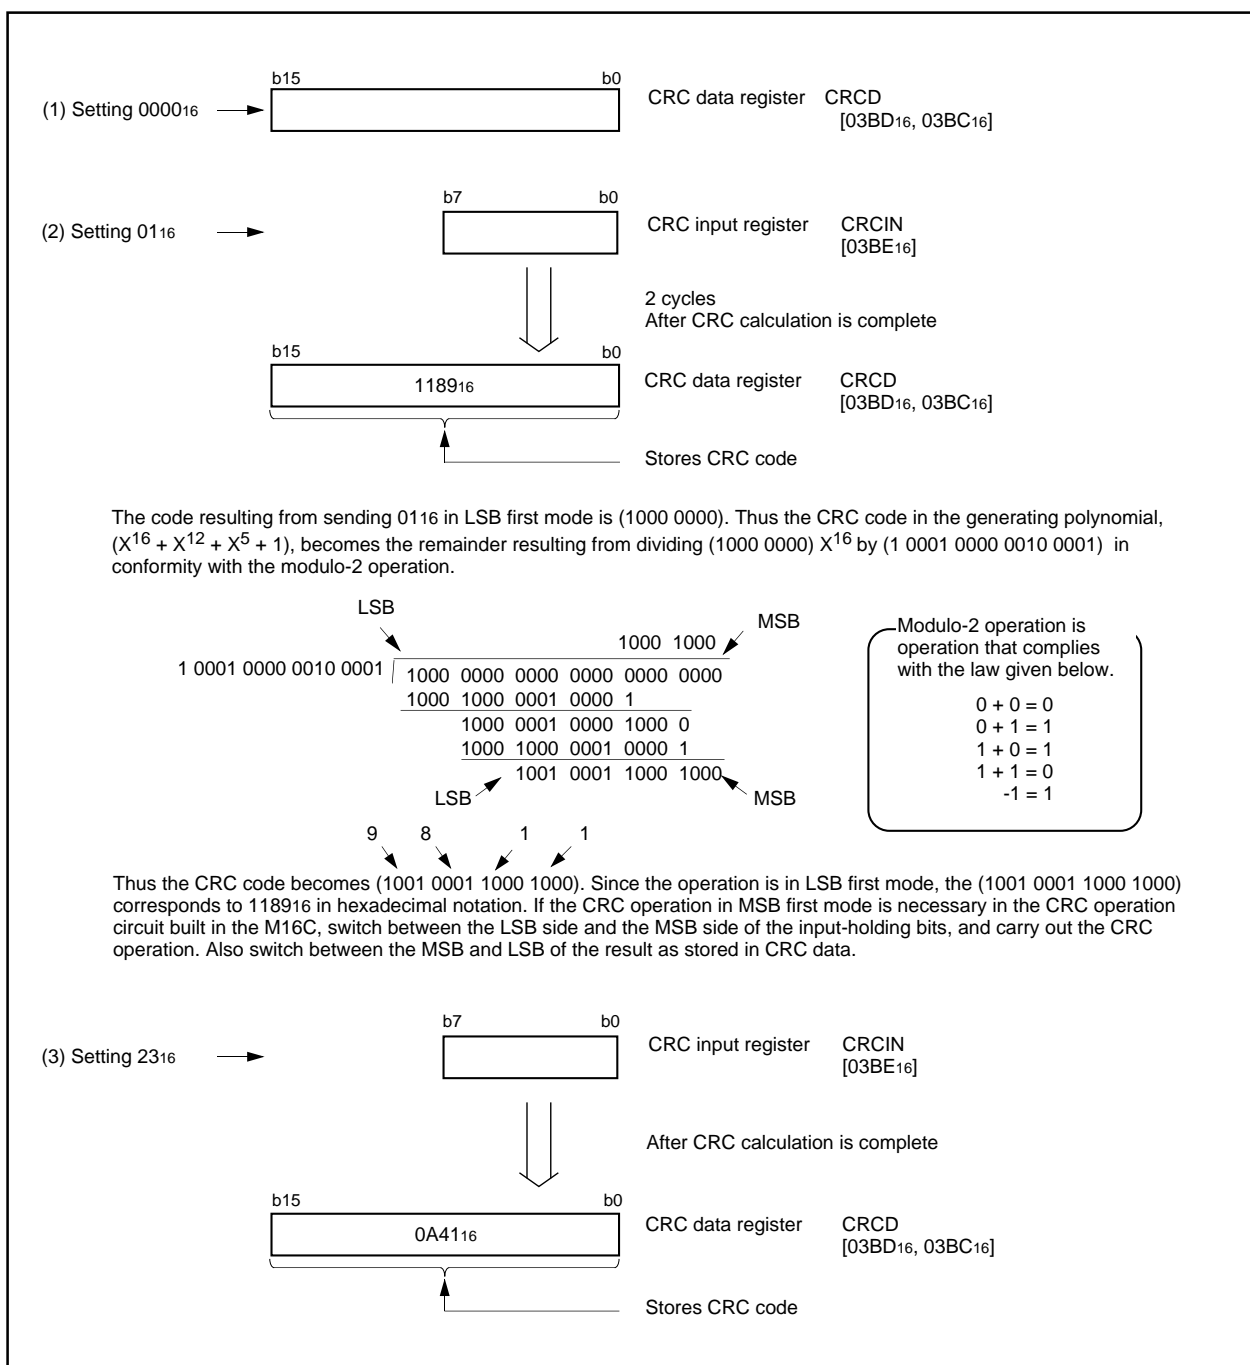 b15 b0
(1) Setting 0000₁₆
CRC data register CRCD
[03BD₁₆, 03BC₁₆]
b7 b0
(2) Setting 01₁₆
CRC input register CRCIN
[03BE₁₆]
2 cycles
After CRC calculation is complete
b15 b0
1189₁₆
CRC data register CRCD
[03BD₁₆, 03BC₁₆]
Stores CRC code
The code resulting from sending 01₁₆ in LSB first mode is (1000 0000). Thus the CRC code in the generating polynomial,
(X¹⁶ + X¹² + X⁵ + 1), becomes the remainder resulting from dividing (1000 0000) X¹⁶ by (1 0001 0000 0010 0001) in
conformity with the modulo-2 operation.
LSB
MSB
1000 1000
1 0001 0000 0010 0001
1000 0000 0000 0000 0000 0000
1000 1000 0001 0000 1
1000 0001 0000 1000 0
1000 1000 0001 0000 1
1001 0001 1000 1000
LSB
MSB
Modulo-2 operation is
operation that complies
with the law given below.
0 + 0 = 0
0 + 1 = 1
1 + 0 = 1
1 + 1 = 0
-1 = 1
9 8 1 1
Thus the CRC code becomes (1001 0001 1000 1000). Since the operation is in LSB first mode, the (1001 0001 1000 1000)
corresponds to 1189₁₆ in hexadecimal notation. If the CRC operation in MSB first mode is necessary in the CRC operation
circuit built in the M16C, switch between the LSB side and the MSB side of the input-holding bits, and carry out the CRC
operation. Also switch between the MSB and LSB of the result as stored in CRC data.
b7 b0
(3) Setting 23₁₆
CRC input register CRCIN
[03BE₁₆]
After CRC calculation is complete
b15 b0
0A41₁₆
CRC data register CRCD
[03BD₁₆, 03BC₁₆]
Stores CRC code